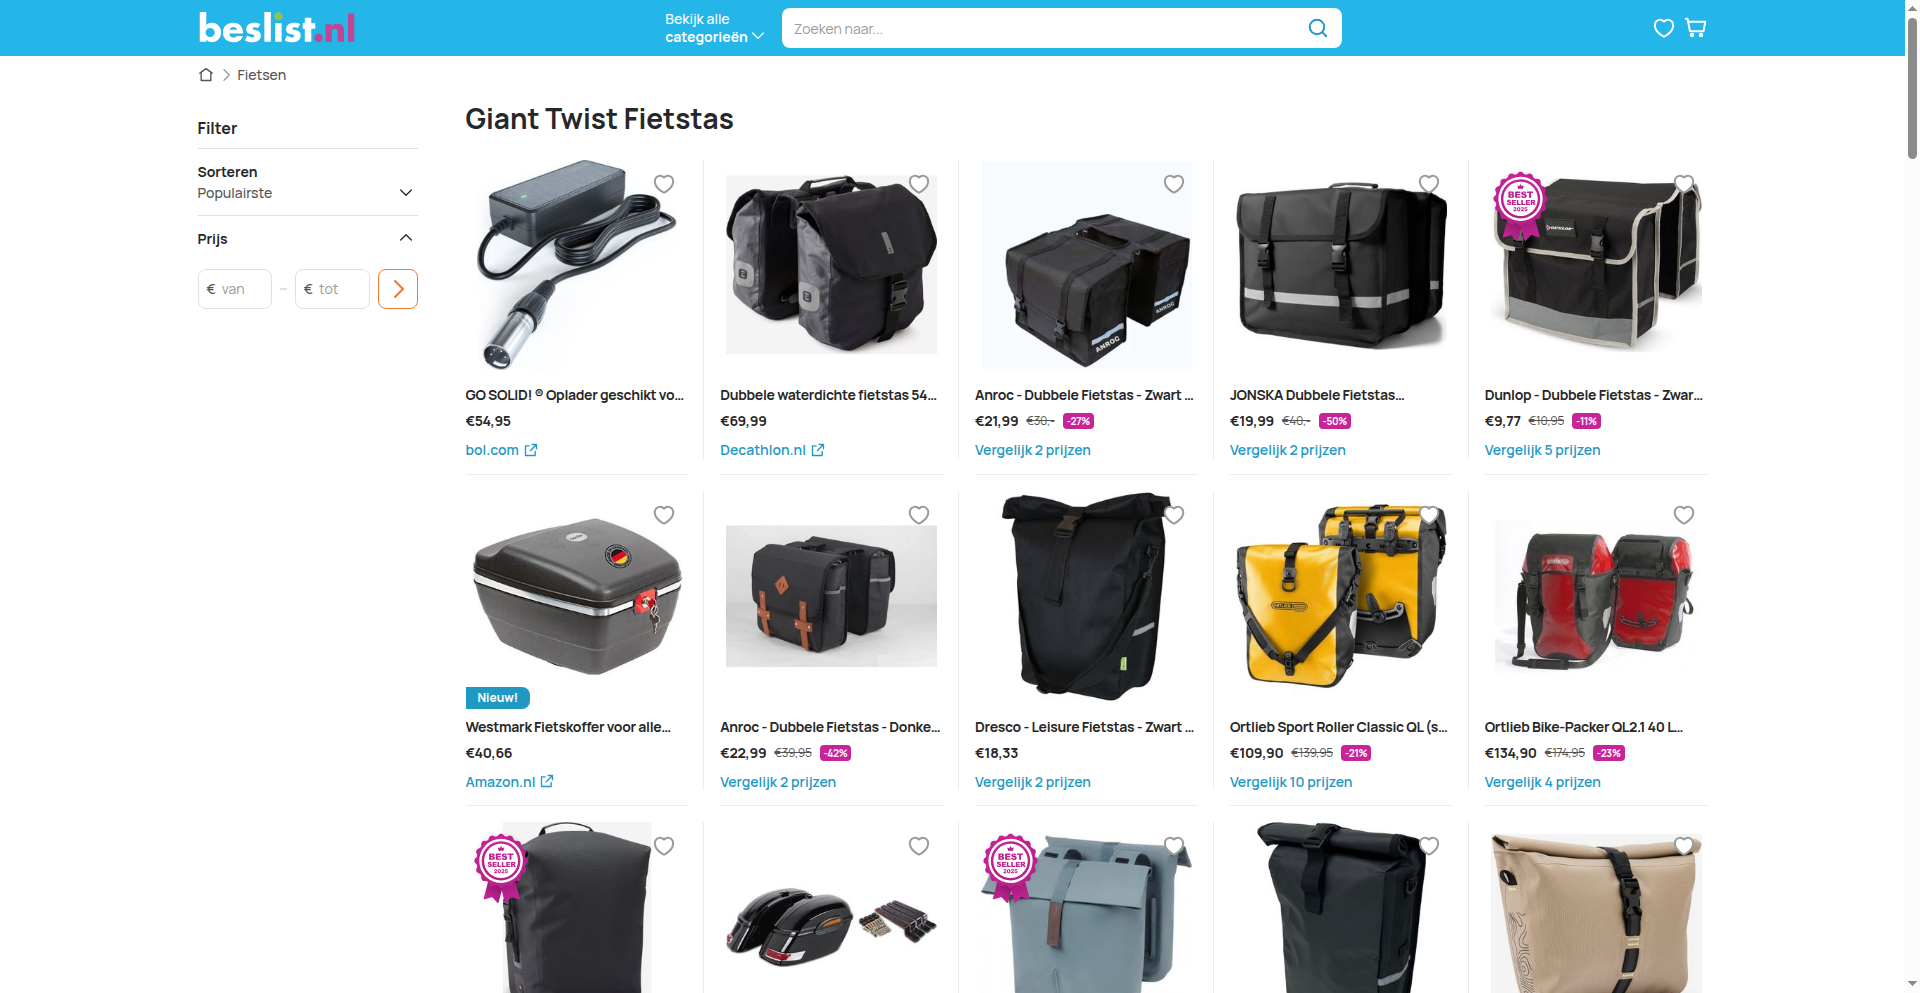 beslist.nl
Bekijk alle
categorieën
Zoeken naar...
Fietsen
Filter
Sorteren
Populairste
Prijs
€ van
–
€ tot
Giant Twist Fietstas
GO SOLID! ® Oplader geschikt vo...
€54,95
bol.com
Dubbele waterdichte fietstas 54...
€69,99
Decathlon.nl
ANROC
ANROC
Anroc - Dubbele Fietstas - Zwart ...
€21,99 €30,- -27%
Vergelijk 2 prijzen
JONSKA Dubbele Fietstas...
€19,99 €40,- -50%
Vergelijk 2 prijzen
BEST
SELLER
2025
DUNLOP
Dunlop - Dubbele Fietstas - Zwar...
€9,77 €10,95 -11%
Vergelijk 5 prijzen
Nieuw!
Westmark Fietskoffer voor alle...
€40,66
Amazon.nl
Anroc - Dubbele Fietstas - Donke...
€22,99 €39,95 -42%
Vergelijk 2 prijzen
Dresco - Leisure Fietstas - Zwart ...
€18,33
Vergelijk 2 prijzen
ORTLIEB
Ortlieb Sport Roller Classic QL (s...
€109,90 €139,95 -21%
Vergelijk 10 prijzen
Ortlieb Bike-Packer QL2.1 40 L...
€134,90 €174,95 -23%
Vergelijk 4 prijzen
BEST
SELLER
2025
BEST
SELLER
2025